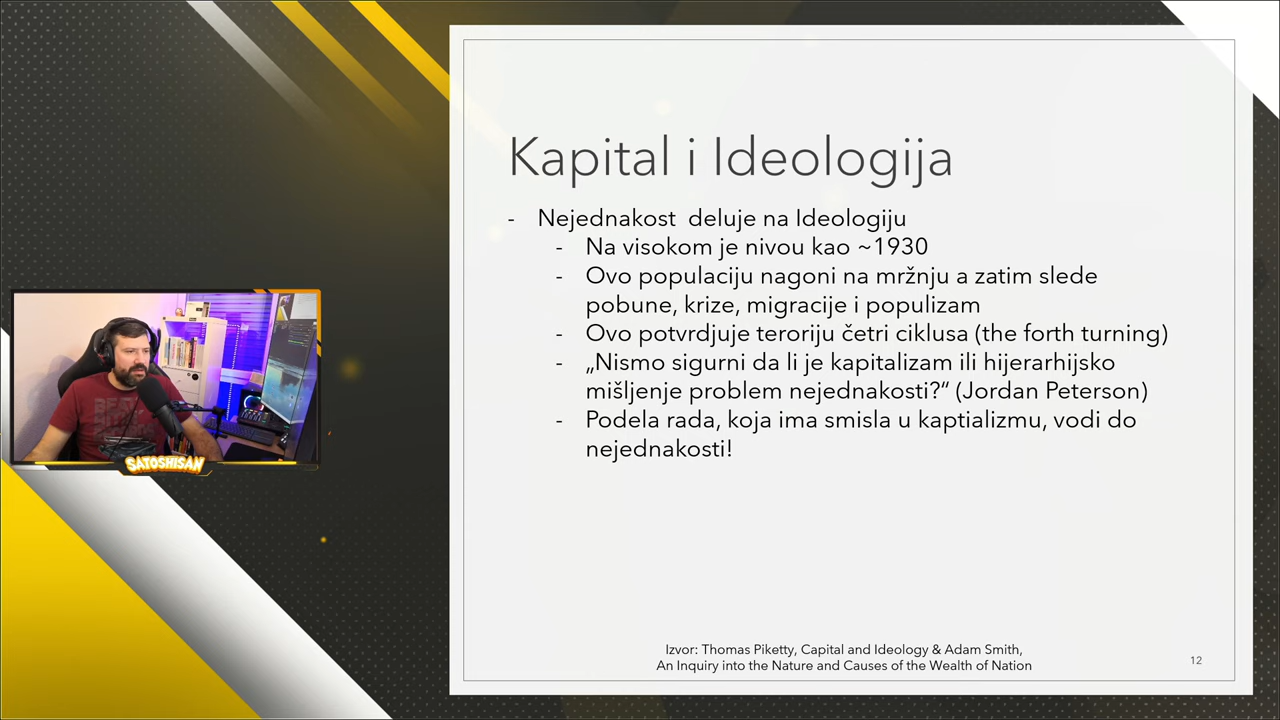 Kapital i Ideologija
- Nejednakost  deluje na Ideologiju
- Na visokom je nivou kao ~1930
- Ovo populaciju nagoni na mržnju a zatim slede
pobune, krize, migracije i populizam
- Ovo potvrdjuje teroriju četri ciklusa (the forth turning)
- „Nismo sigurni da li je kapitalizam ili hijerarhijsko
mišljenje problem nejednakosti?“ (Jordan Peterson)
- Podela rada, koja ima smisla u kaptializmu, vodi do
nejednakosti!
SATOSHISAN
Izvor: Thomas Piketty, Capital and Ideology & Adam Smith,
An Inquiry into the Nature and Causes of the Wealth of Nation
12